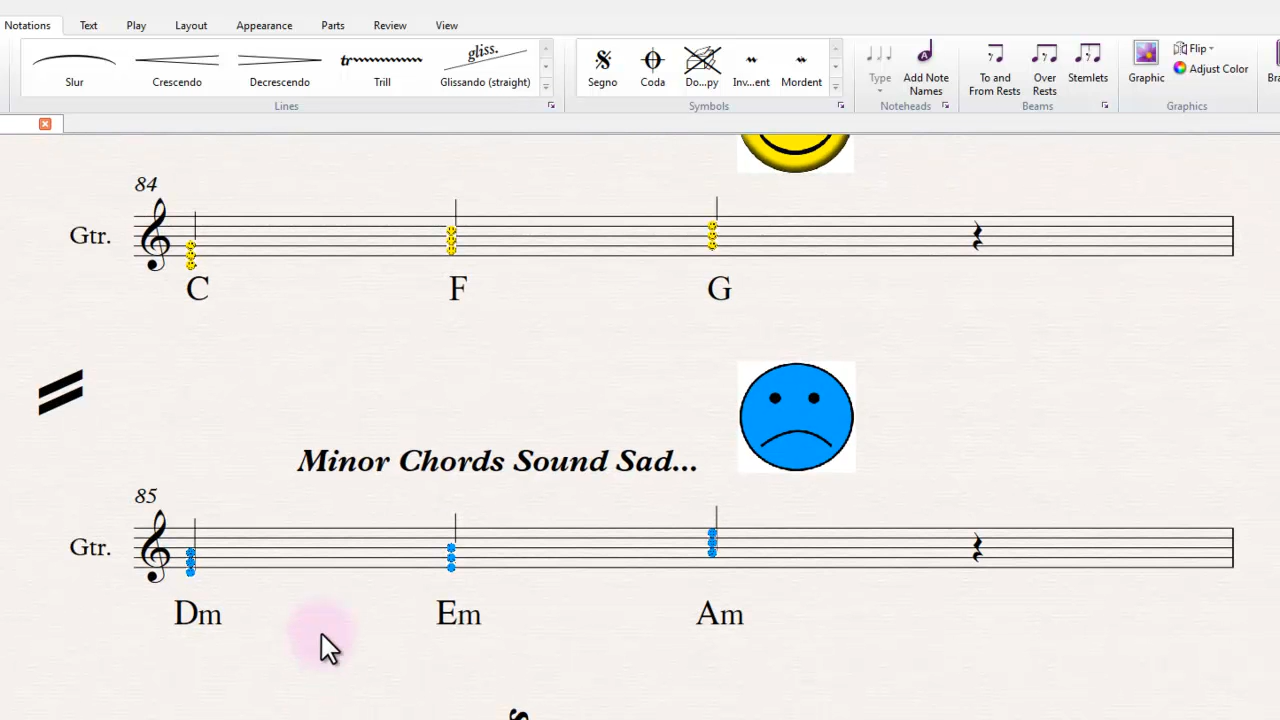 Notations Text Play Layout Appearance Parts Review View
gliss.
tr
Slur Crescendo Decrescendo Trill Glissando (straight) Segno Coda Do...py Inv...ent Mordent Type Add Note Names To and From Rests Over Rests Stemlets Graphic Flip Adjust Color
Lines Symbols Noteheads Beams Graphics
84
Gtr.
C F G
Minor Chords Sound Sad...
85
Gtr.
Dm Em Am